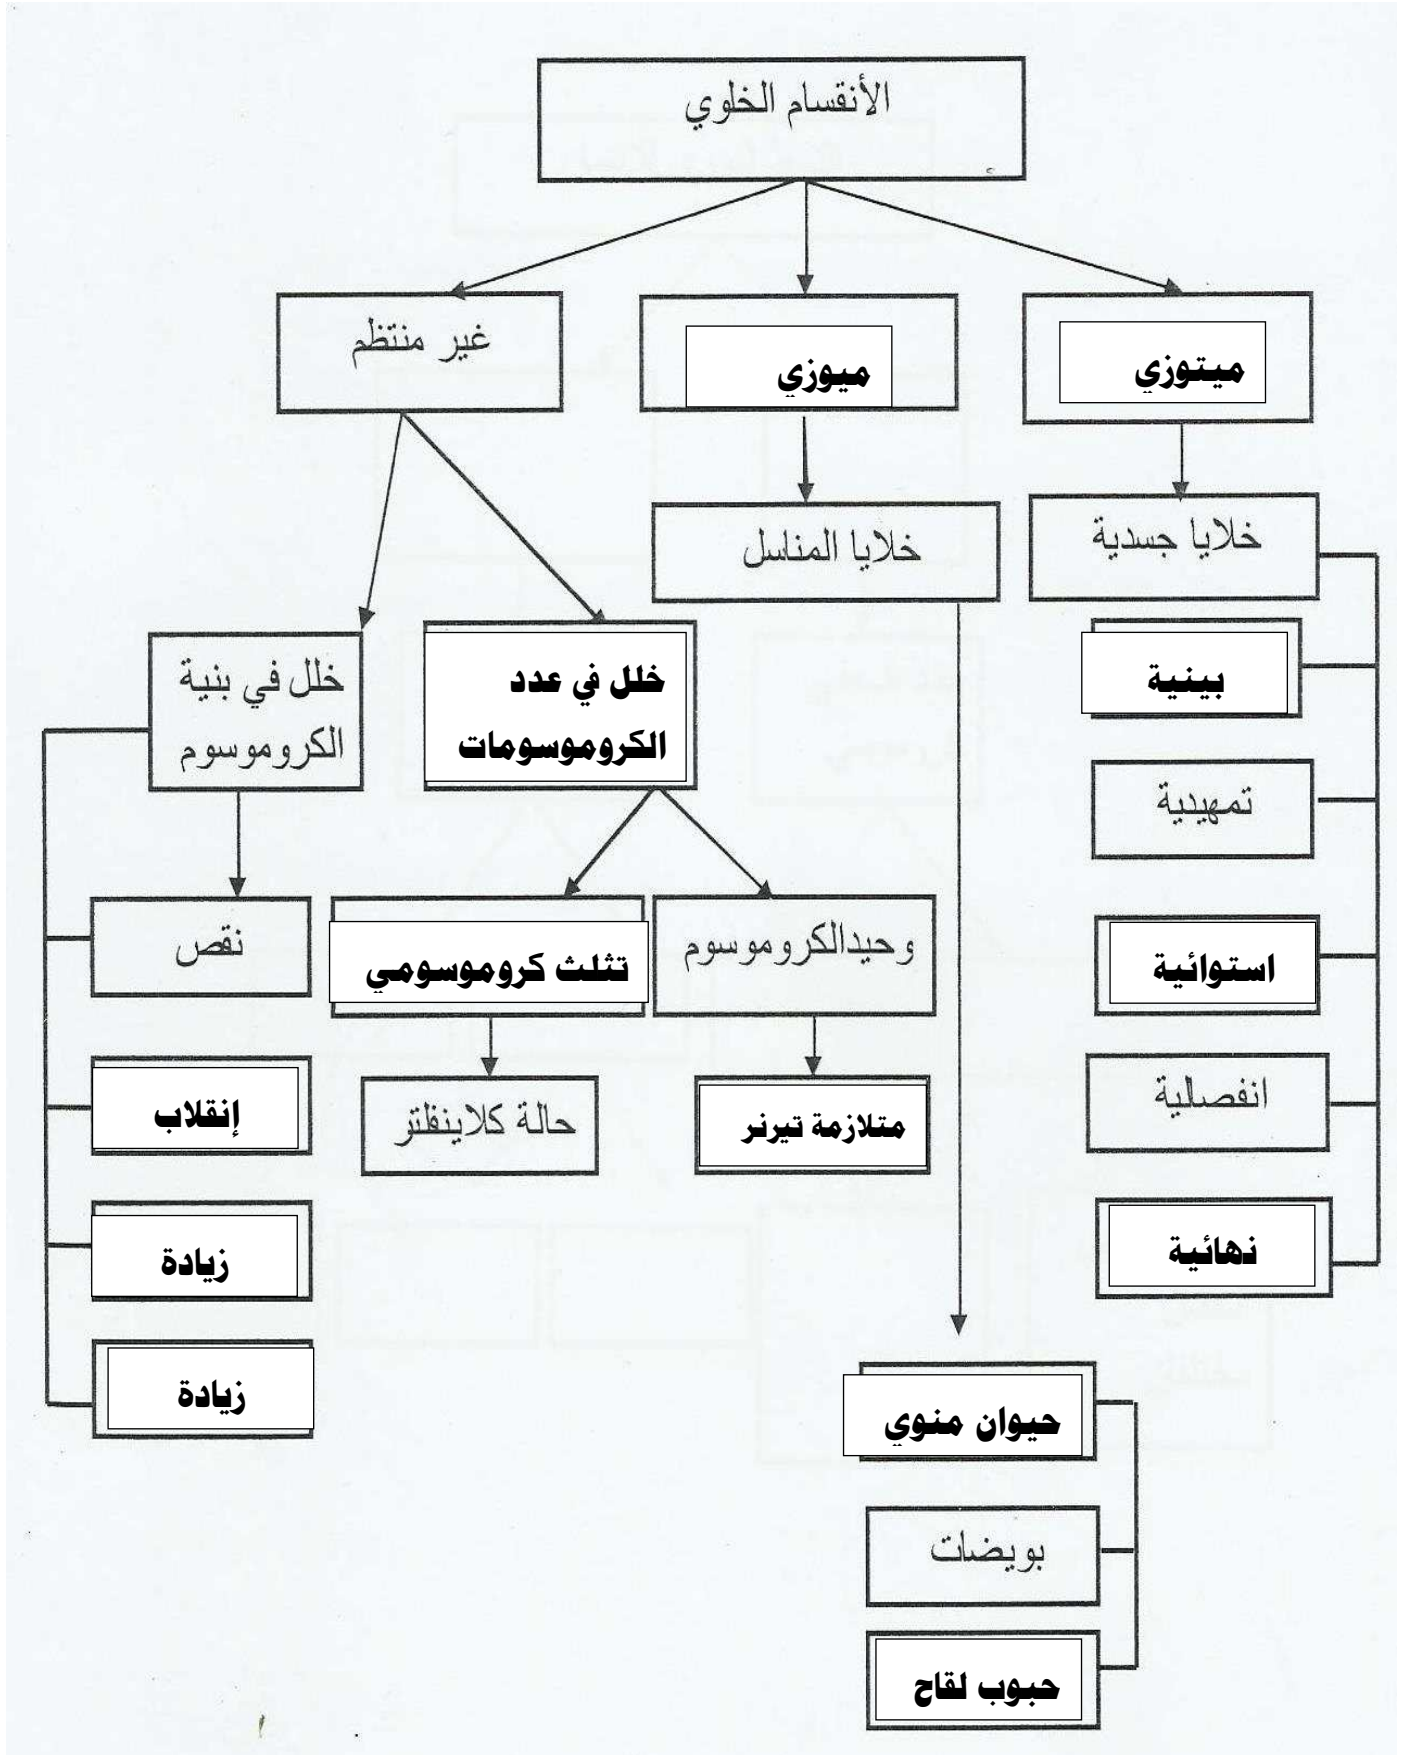 الأنقسام الخلوي
ميتوزي
ميوزي
غير منتظم
خلايا جسدية
خلايا المناسل
بينية
تمهيدية
استوائية
انفصالية
نهائية
حيوان منوي
بويضات
حبوب لقاح
خلل في عدد
الكروموسومات
خلل في بنية
الكروموسوم
وحيدالكروموسوم
تثلث كروموسومي
متلازمة تيرنر
حالة كلاينفلتر
نقص
إنقلاب
زيادة
زيادة